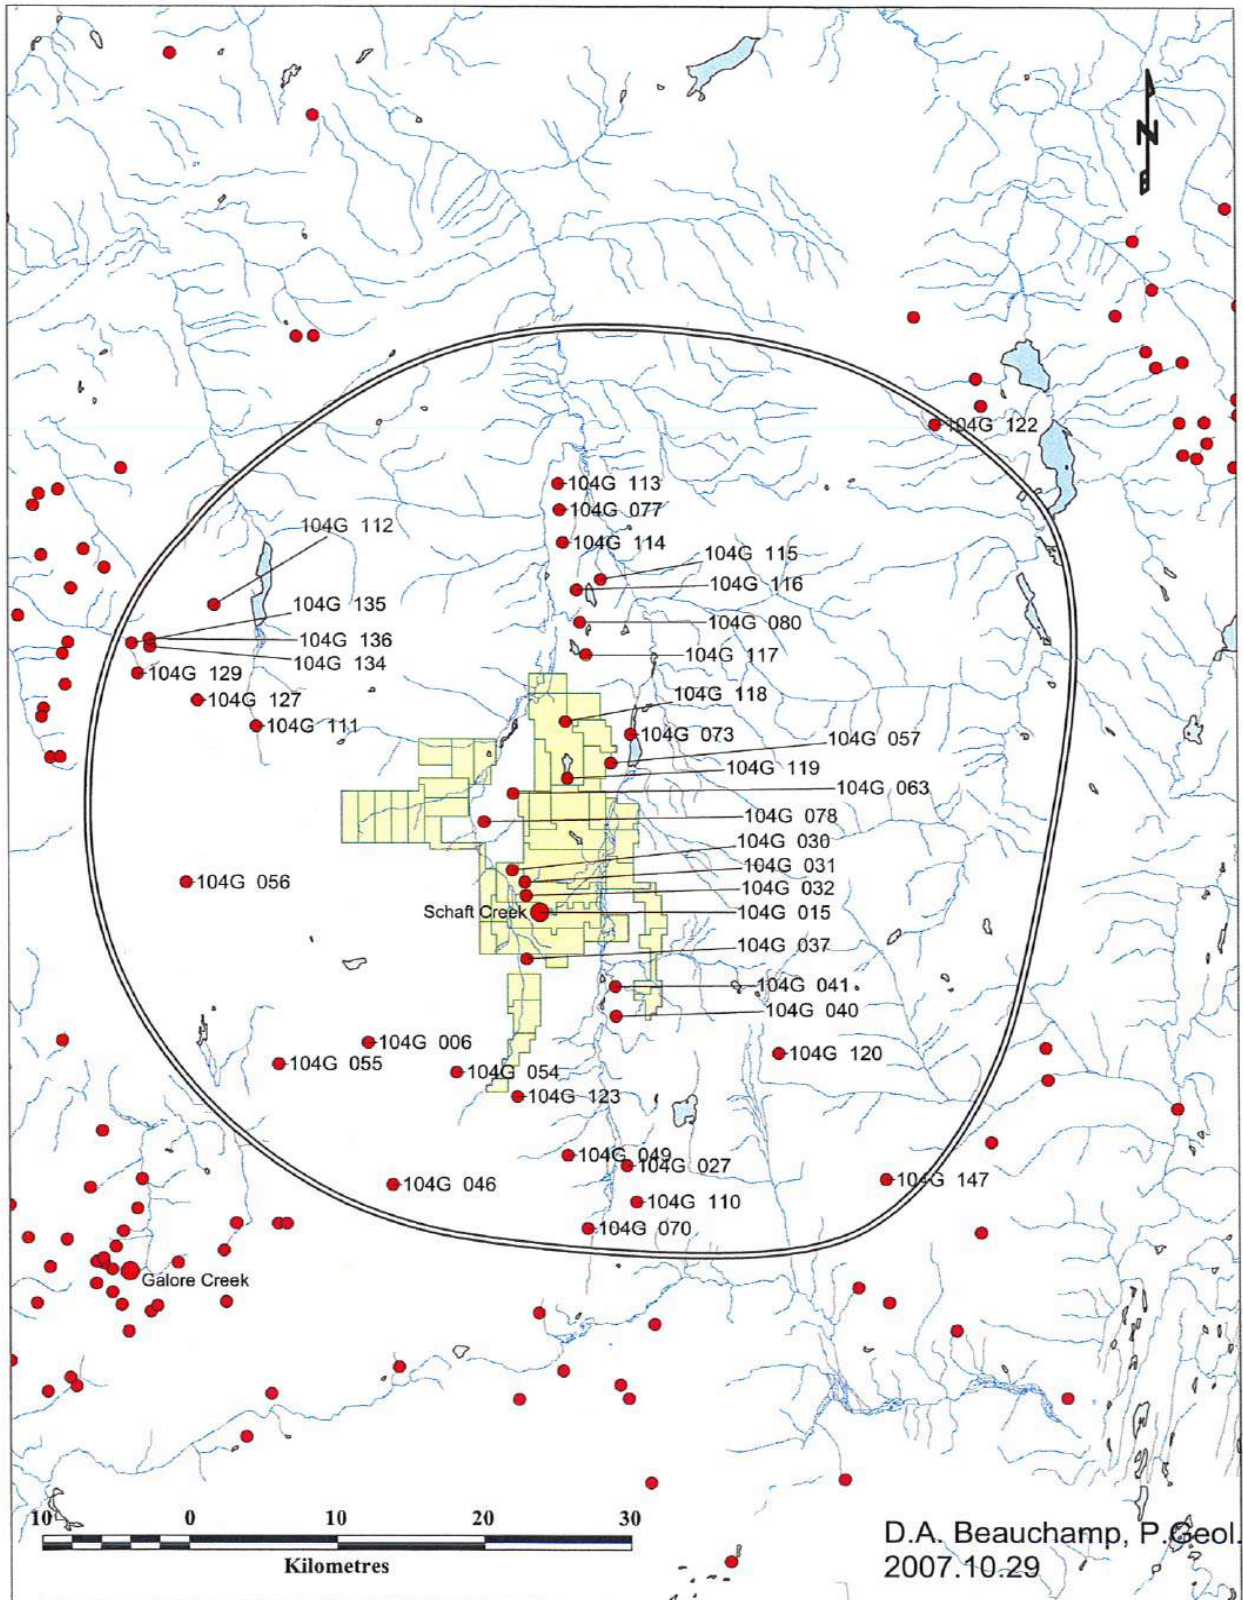 N
104G 122
104G 113
104G 077
104G 112
104G 114
104G 115
104G 116
104G 135
104G 080
104G 136
104G 117
104G 134
104G 129
104G 118
104G 127
104G 111
104G 073
104G 057
104G 119
104G 063
104G 078
104G 030
104G 031
104G 056
104G 032
Schaft Creek
104G 015
104G 037
104G 041
104G 040
104G 006
104G 120
104G 055
104G 054
104G 123
104G 049
104G 027
104G 046
104G 147
104G 110
104G 070
Galore Creek
10 0 10 20 30
Kilometres
D.A. Beauchamp, P.Geol.
2007.10.29